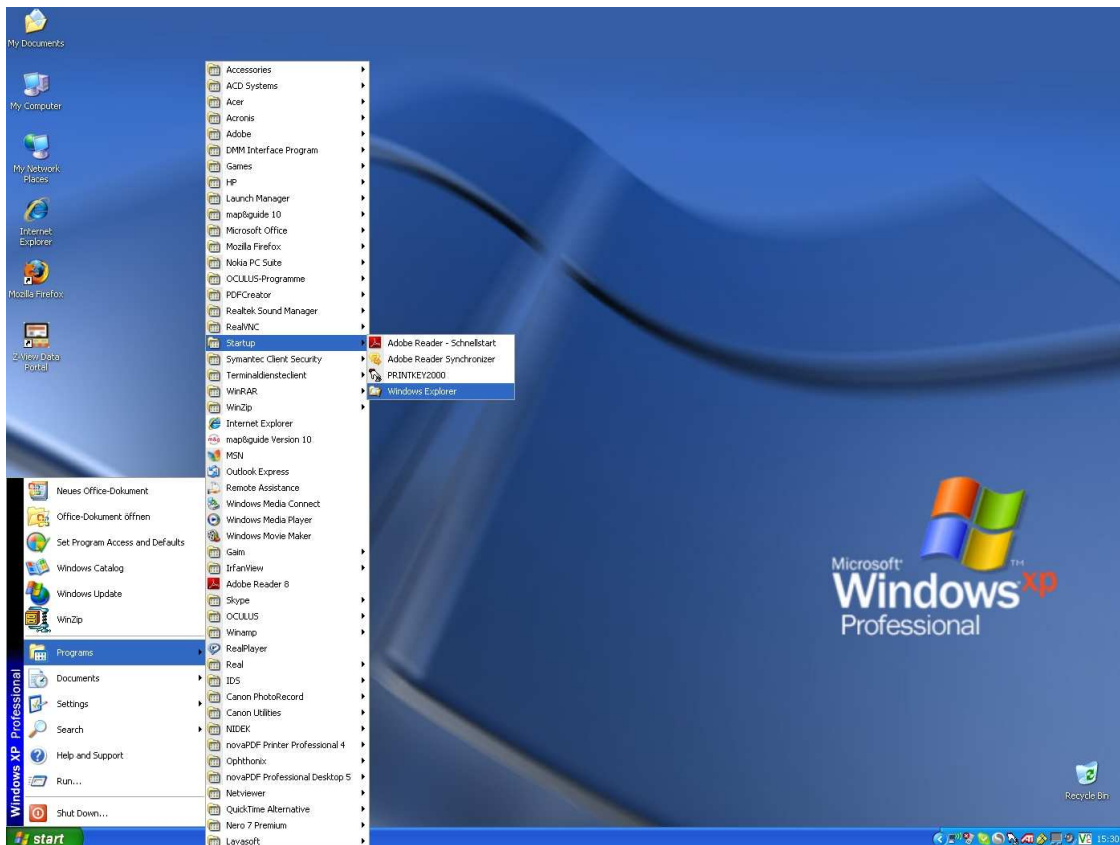 My Documents
My Computer
My Network
Places
Internet
Explorer
Mozilla Firefox
Z-View Data
Portal
Accessories
ACD Systems
Acer
Acronis
Adobe
DMM Interface Program
Games
HP
Launch Manager
map&guide 10
Microsoft Office
Mozilla Firefox
Nokia PC Suite
OCULUS-Programme
PDFCreator
Realtek Sound Manager
RealVNC
Startup
Symantec Client Security
Terminaldiensteclient
WinRAR
WinZip
Internet Explorer
map&guide Version 10
MSN
Outlook Express
Remote Assistance
Windows Media Connect
Windows Media Player
Windows Movie Maker
Gaim
IrfanView
Adobe Reader 8
Skype
OCULUS
Winamp
RealPlayer
Real
IDS
Canon PhotoRecord
Canon Utilities
NIDEK
novaPDF Printer Professional 4
Ophthonix
novaPDF Professional Desktop 5
Netviewer
QuickTime Alternative
Nero 7 Premium
Lavasoft
Adobe Reader - Schnellstart
Adobe Reader Synchronizer
PRINTKEY2000
Windows Explorer
Neues Office-Dokument
Office-Dokument öffnen
Set Program Access and Defaults
Windows Catalog
Windows Update
WinZip
Programs
Documents
Settings
Search
Help and Support
Run...
Shut Down...
Windows XP Professional
Microsoft
Windows xp TM
Professional
Recycle Bin
start
15:30